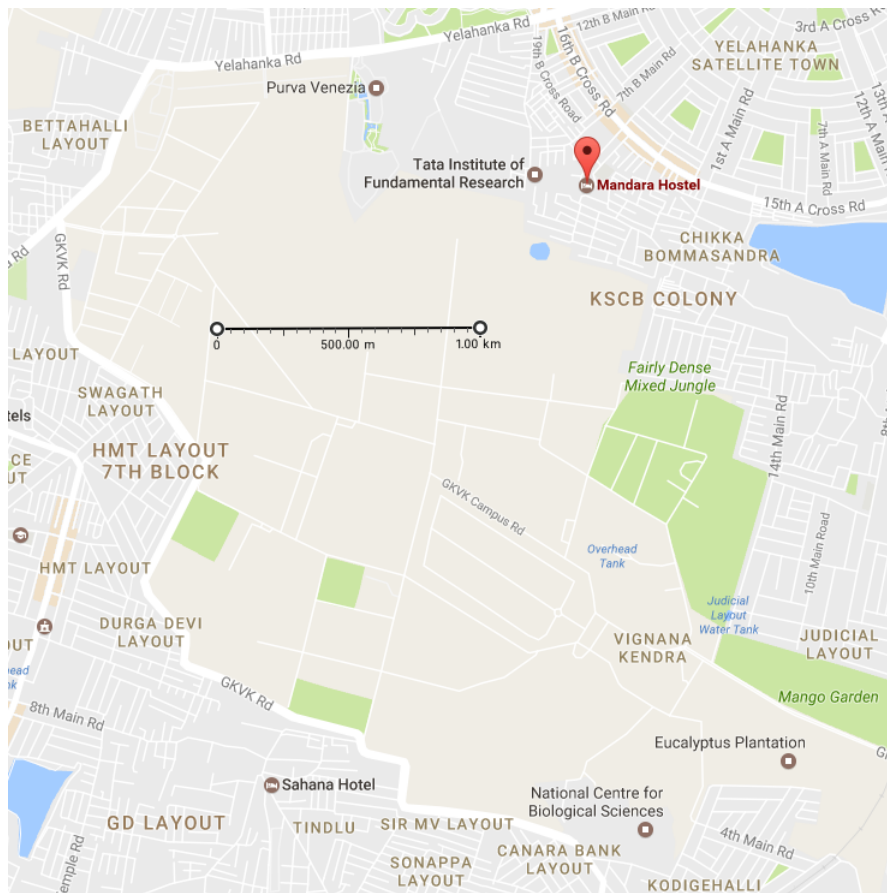 3rd A Cross
12th B Main Rd
Yelahanka Rd
16th B Cross Rd
19th B Cross Road
7th B Main Rd
YELAHANKA
SATELLITE TOWN
Yelahanka Rd
Purva Venezia
1st A Main Rd
7th A Main Rd
12th A Main
BETTAHALLI
LAYOUT
Tata Institute of
Fundamental Research
Mandara Hostel
15th A Cross Rd
GKVK Rd
CHIKKA
BOMMASANDRA
KSCB COLONY
0
500.00 m
1.00 km
LAYOUT
Fairly Dense
Mixed Jungle
SWAGATH
LAYOUT
14th Main Rd
HMT LAYOUT
7TH BLOCK
GKVK Campus Rd
10th Main Road
Overhead
Tank
HMT LAYOUT
Judicial
Layout
Water Tank
DURGA DEVI
LAYOUT
VIGNANA
KENDRA
JUDICIAL
LAYOUT
GKVK Rd
Mango Garden
8th Main Rd
Eucalyptus Plantation
Sahana Hotel
National Centre for
Biological Sciences
GD LAYOUT
TINDLU
SIR MV LAYOUT
4th Main Rd
CANARA BANK
LAYOUT
SONAPPA
LAYOUT
KODIGEHALLI